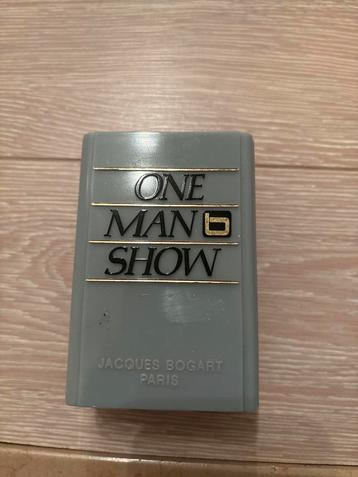 ONE
MAN b
SHOW
JACQUES BOGART
PARIS